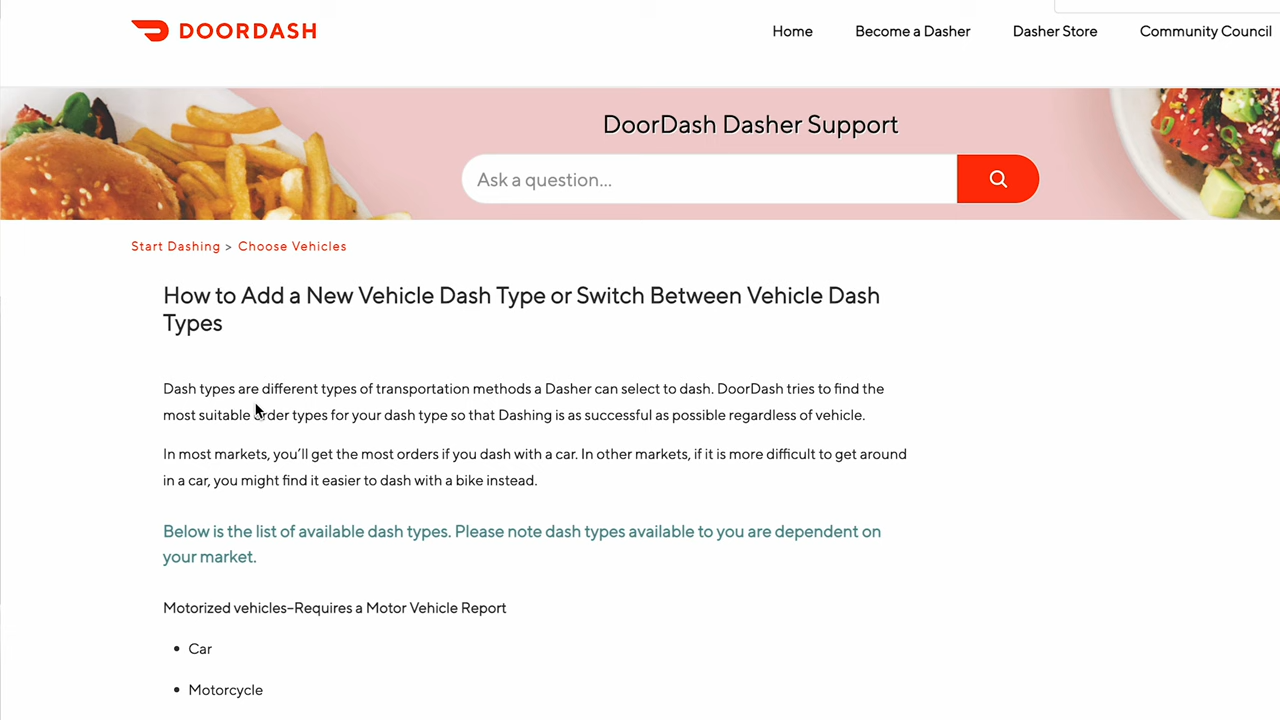 DOORDASH
Home Become a Dasher Dasher Store Community Council
DoorDash Dasher Support
Ask a question...
Start Dashing > Choose Vehicles
How to Add a New Vehicle Dash Type or Switch Between Vehicle Dash
Types
Dash types are different types of transportation methods a Dasher can select to dash. DoorDash tries to find the
most suitable order types for your dash type so that Dashing is as successful as possible regardless of vehicle.
In most markets, you’ll get the most orders if you dash with a car. In other markets, if it is more difficult to get around
in a car, you might find it easier to dash with a bike instead.
Below is the list of available dash types. Please note dash types available to you are dependent on
your market.
Motorized vehicles–Requires a Motor Vehicle Report
• Car
• Motorcycle